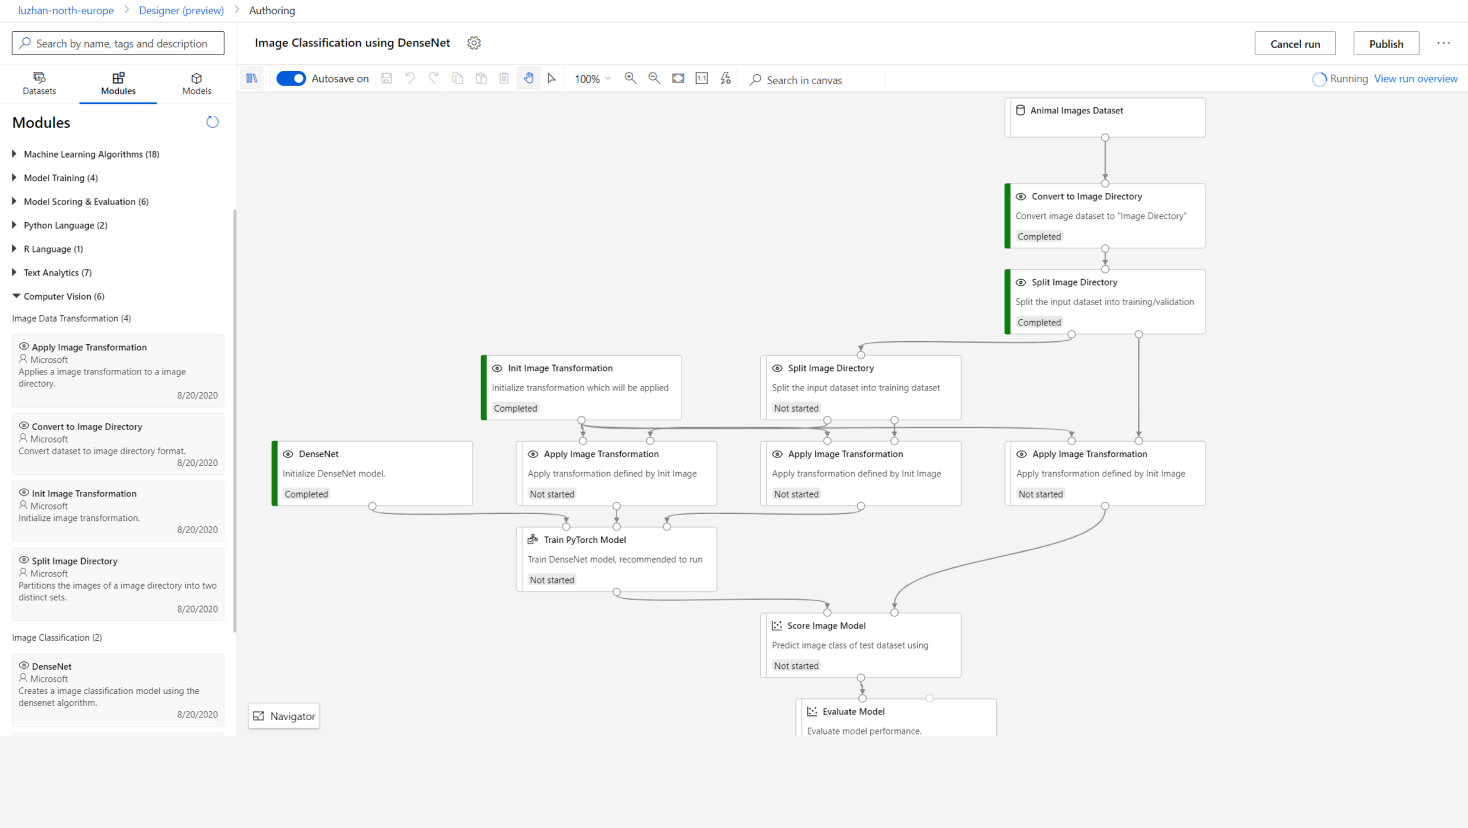 luzhan-north-europe > Designer (preview) > Authoring
Search by name, tags and description
Image Classification using DenseNet
Cancel run
Publish
Datasets
Modules
Models
Autosave on
100%
1:1
Search in canvas
Running
View run overview
Modules
Machine Learning Algorithms (18)
Model Training (4)
Model Scoring & Evaluation (6)
Python Language (2)
R Language (1)
Text Analytics (7)
Computer Vision (6)
Image Data Transformation (4)
Apply Image Transformation
Microsoft
Applies a image transformation to a image
directory.
8/20/2020
Convert to Image Directory
Microsoft
Convert dataset to image directory format.
8/20/2020
Init Image Transformation
Microsoft
Initialize image transformation.
8/20/2020
Split Image Directory
Microsoft
Partitions the images of a image directory into two
distinct sets.
8/20/2020
Image Classification (2)
DenseNet
Microsoft
Creates a image classification model using the
densenet algorithm.
8/20/2020
Animal Images Dataset
Convert to Image Directory
Convert image dataset to "Image Directory"
Completed
Split Image Directory
Split the input dataset into training/validation
Completed
Init Image Transformation
Initialize transformation which will be applied
Completed
Split Image Directory
Split the input dataset into training dataset
Not started
DenseNet
Initialize DenseNet model.
Completed
Apply Image Transformation
Apply transformation defined by Init Image
Not started
Apply Image Transformation
Apply transformation defined by Init Image
Not started
Apply Image Transformation
Apply transformation defined by Init Image
Not started
Train PyTorch Model
Train DenseNet model, recommended to run
Not started
Score Image Model
Predict image class of test dataset using
Not started
Evaluate Model
Evaluate model performance.
Navigator